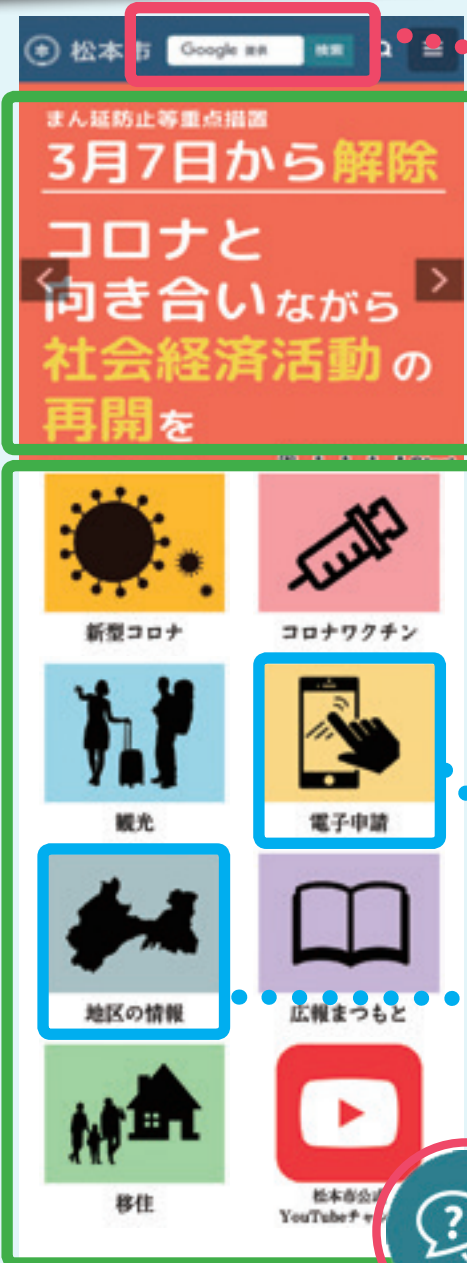 松本市
Google 提供
検索
まん延防止等重点措置
3月7日から解除
コロナと
向き合いながら
社会経済活動の
再開を
新型コロナ
コロナワクチン
観光
電子申請
地区の情報
広報まつもと
移住
松本市公式
YouTubeチ
?